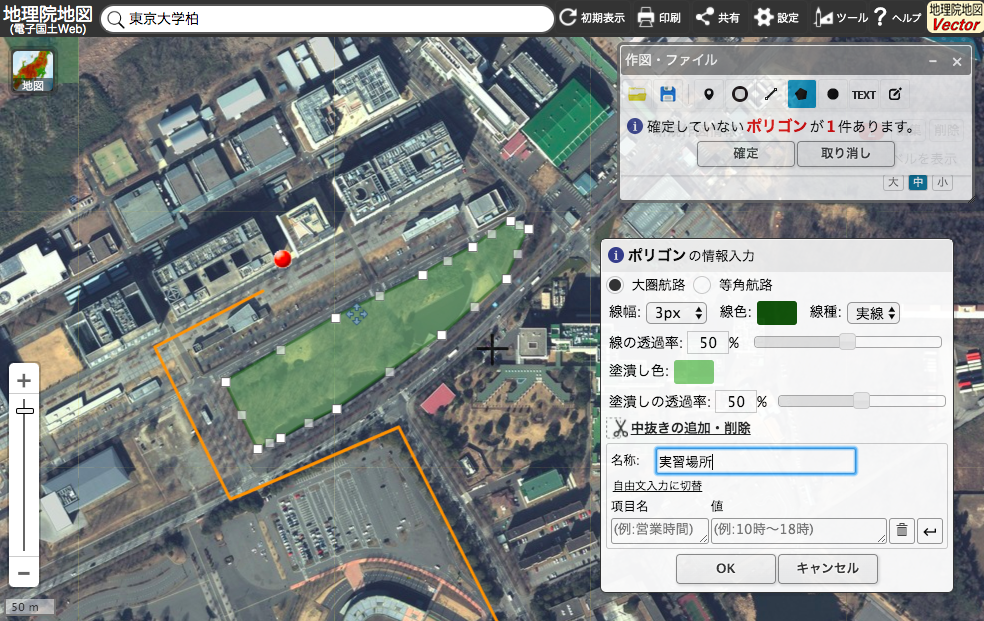 地理院地図
(電子国土Web)
東京大学柏
初期表示
印刷
共有
設定
ツール
ヘルプ
地理院地図
Vector
地図
作図・ファイル
TEXT
確定していない ポリゴン が 1 件あります。
削除
確定
取り消し
ルを表示
大 中 小
ポリゴン の情報入力
大圏航路 等角航路
線幅: 3px 線色: 線種: 実線
線の透過率: 50 %
塗潰し色:
塗潰しの透過率: 50 %
中抜きの追加・削除
名称: 実習場所
自由文入力に切替
項目名 値
(例:営業時間) (例:10時〜18時)
OK キャンセル
50 m